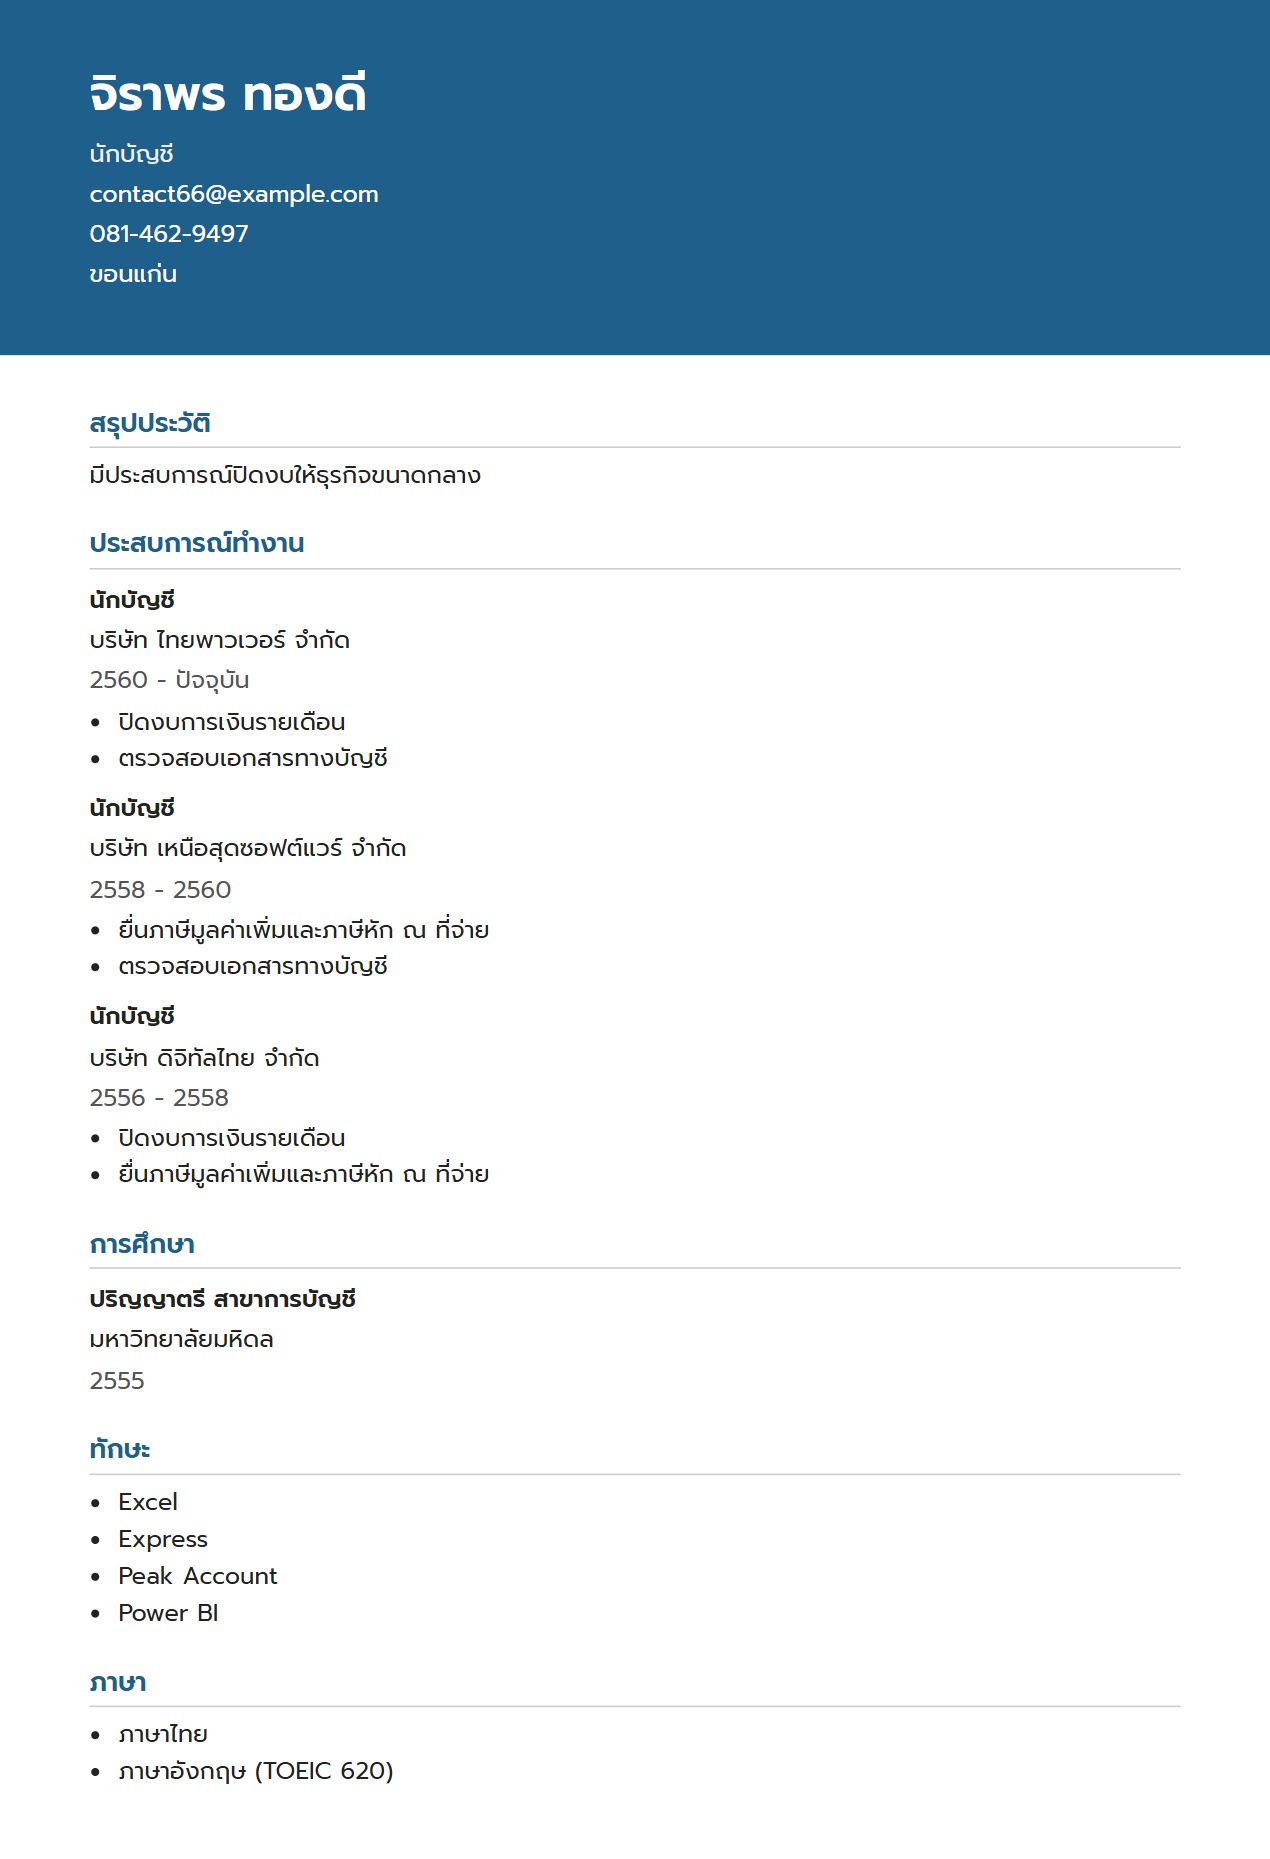 จิราพร ทองดี
นักบัญชี
contact66@example.com
081-462-9497
ขอนแก่น
สรุปประวัติ
มีประสบการณ์ปิดงบให้ธุรกิจขนาดกลาง
ประสบการณ์ทำงาน
นักบัญชี
บริษัท ไทยพาวเวอร์ จำกัด
2560 - ปัจจุบัน
• ปิดงบการเงินรายเดือน
• ตรวจสอบเอกสารทางบัญชี
นักบัญชี
บริษัท เหนือสุดซอฟต์แวร์ จำกัด
2558 - 2560
• ยื่นภาษีมูลค่าเพิ่มและภาษีหัก ณ ที่จ่าย
• ตรวจสอบเอกสารทางบัญชี
นักบัญชี
บริษัท ดิจิทัลไทย จำกัด
2556 - 2558
• ปิดงบการเงินรายเดือน
• ยื่นภาษีมูลค่าเพิ่มและภาษีหัก ณ ที่จ่าย
การศึกษา
ปริญญาตรี สาขาการบัญชี
มหาวิทยาลัยมหิดล
2555
ทักษะ
• Excel
• Express
• Peak Account
• Power BI
ภาษา
• ภาษาไทย
• ภาษาอังกฤษ (TOEIC 620)